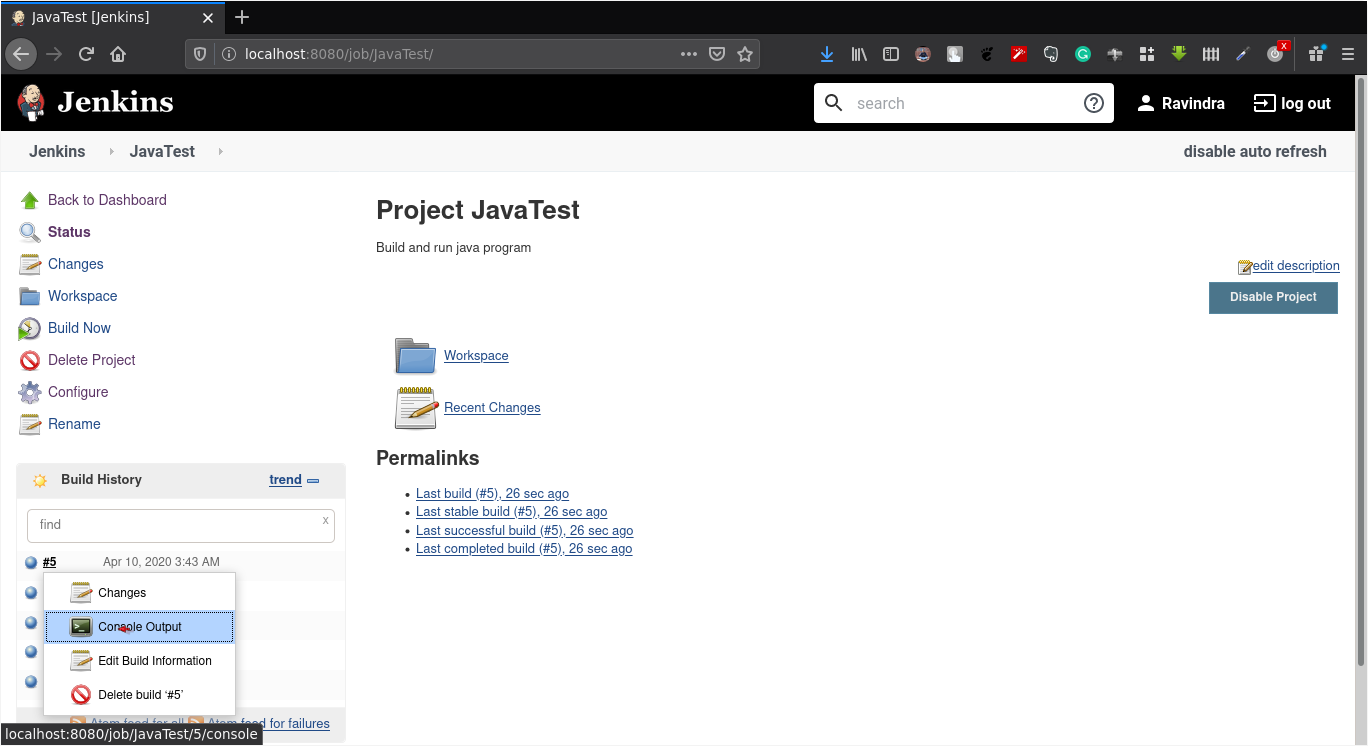 JavaTest [Jenkins]
localhost:8080/job/JavaTest/
X
Jenkins
search
Ravindra
log out
Jenkins
JavaTest
disable auto refresh
Back to Dashboard
Status
Changes
Workspace
Build Now
Delete Project
Configure
Rename
Project JavaTest
Build and run java program
edit description
Disable Project
Workspace
Recent Changes
Permalinks
Last build (#5), 26 sec ago
Last stable build (#5), 26 sec ago
Last successful build (#5), 26 sec ago
Last completed build (#5), 26 sec ago
Build History
trend
find
x
#5 Apr 10, 2020 3:43 AM
Changes
Console Output
Edit Build Information
Delete build ‘#5’
Atom feed for all Atom feed for failures
localhost:8080/job/JavaTest/5/console